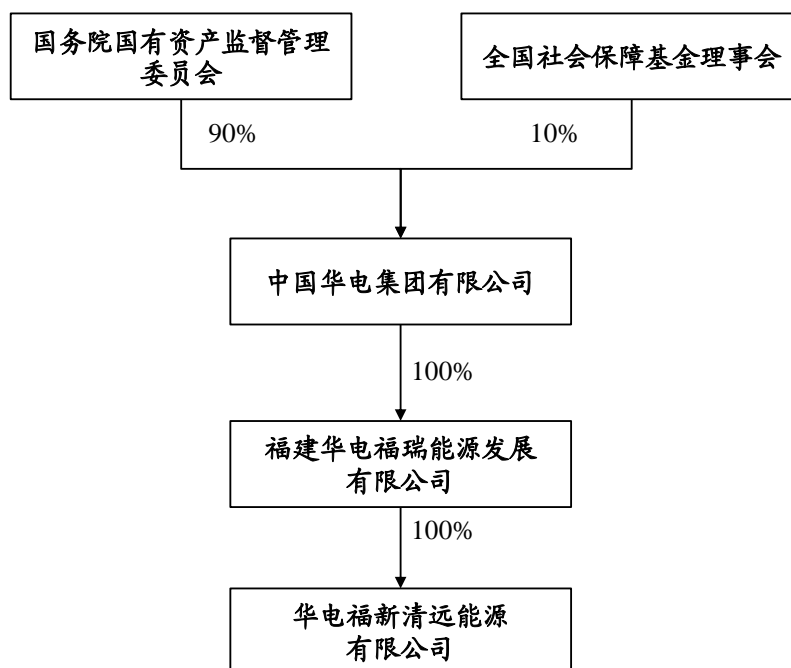 国务院国有资产监督管理
委员会
全国社会保障基金理事会
90%
10%
中国华电集团有限公司
100%
福建华电福瑞能源发展
有限公司
100%
华电福新清远能源
有限公司